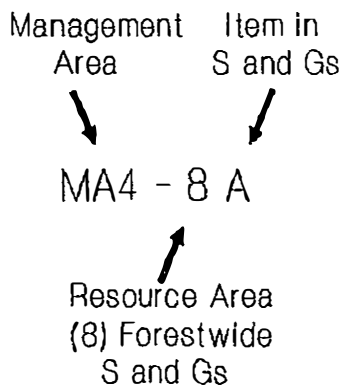 Management Area
Item in S and Gs
MA4 - 8 A
Resource Area
(8) Forestwide
S and Gs